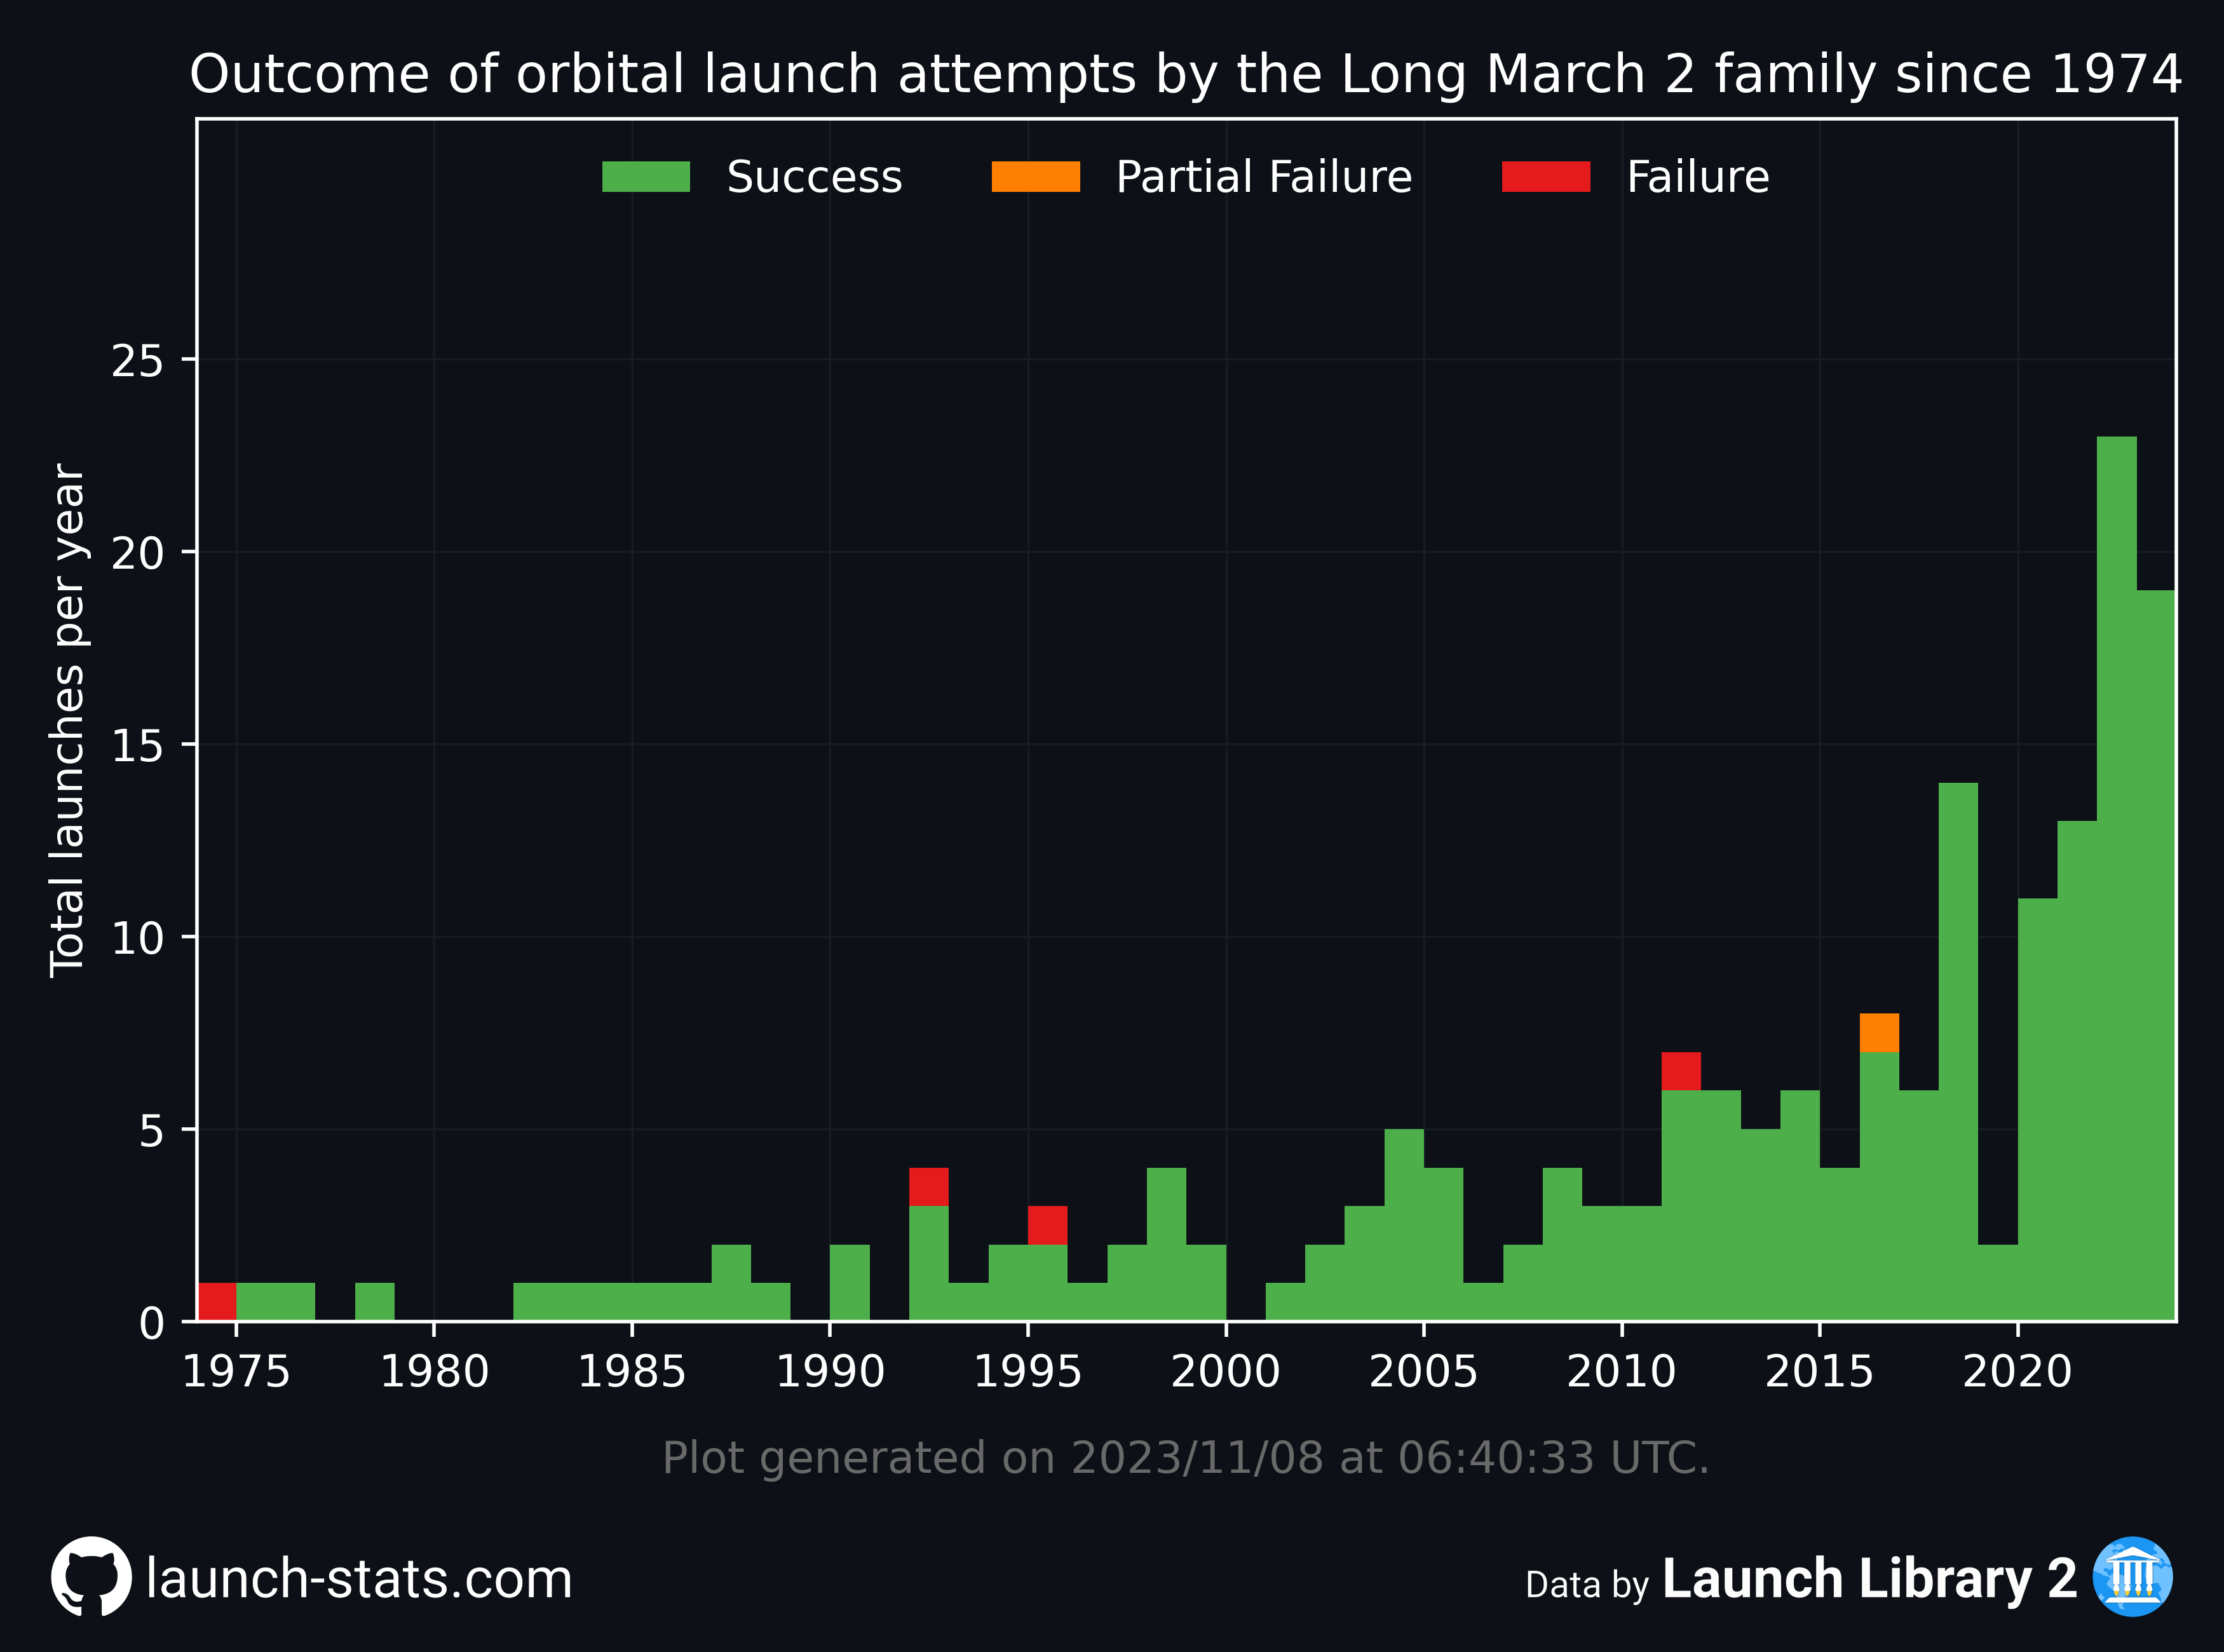 Outcome of orbital launch attempts by the Long March 2 family since 1974
Success Partial Failure Failure
Total launches per year
25
20
15
10
5
0
1975 1980 1985 1990 1995 2000 2005 2010 2015 2020
Plot generated on 2023/11/08 at 06:40:33 UTC.
launch-stats.com
Data by Launch Library 2